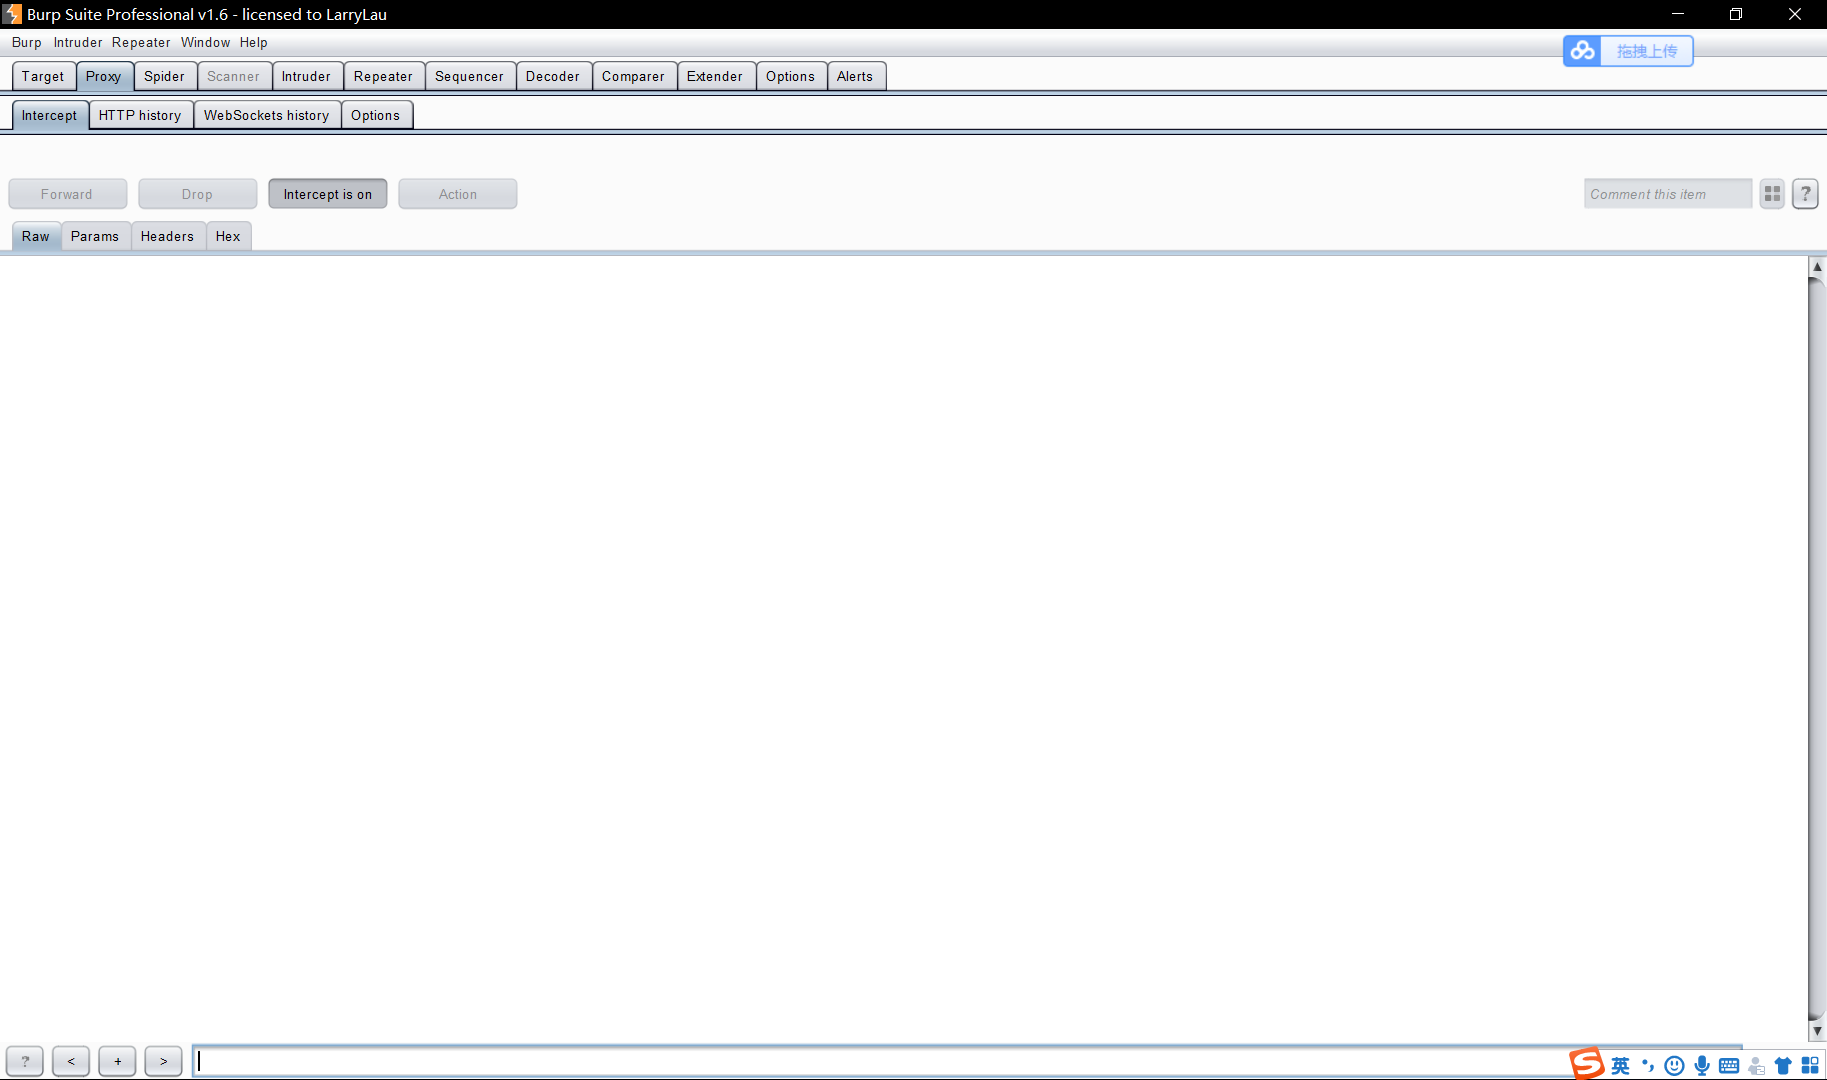 Burp Suite Professional v1.6 - licensed to LarryLau
Burp Intruder Repeater Window Help
拖拽上传
Target Proxy Spider Scanner Intruder Repeater Sequencer Decoder Comparer Extender Options Alerts
Intercept HTTP history WebSockets history Options
Forward Drop Intercept is on Action Comment this item ?
Raw Params Headers Hex
? < + >
S 英